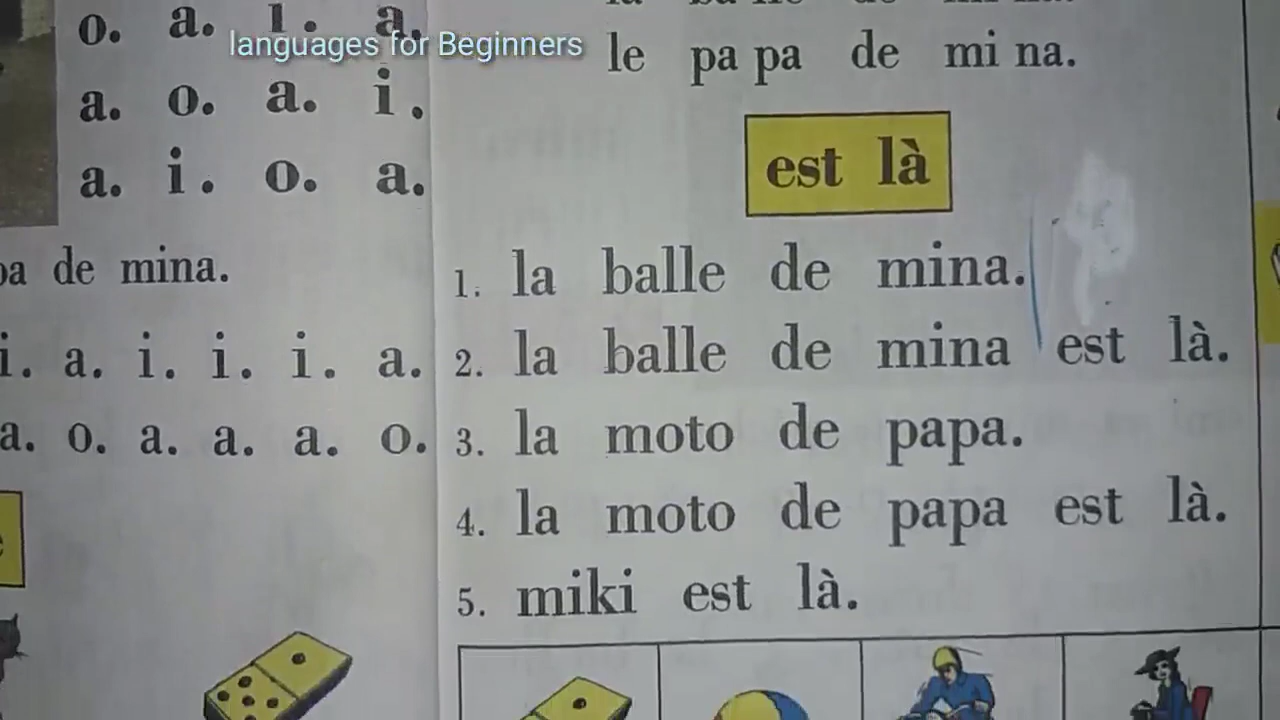 languages for Beginners
o. a. i. a.
a. o. a. i.
a. i. o. a.
de mina.
i. a. i. i. i. a.
a. o. a. a. a. o.
le pa pa de mi na.
est là
1. la balle de mina.
2. la balle de mina est là.
3. la moto de papa.
4. la moto de papa est là.
5. miki est là.